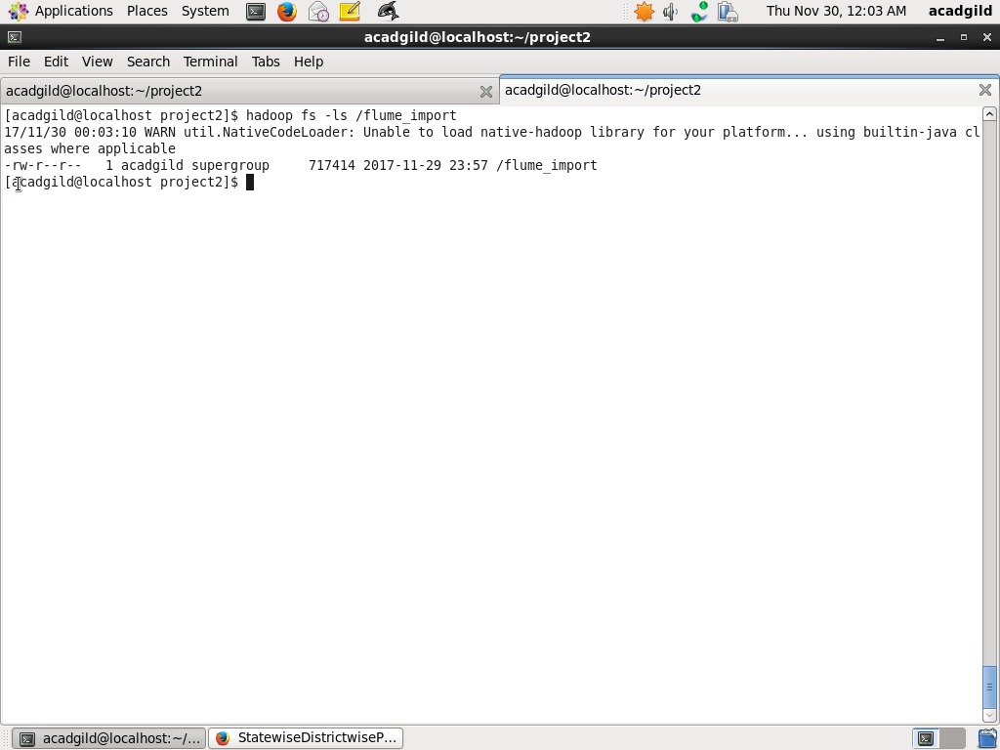 Applications Places System Thu Nov 30, 12:03 AM acadgild
acadgild@localhost:~/project2
File Edit View Search Terminal Tabs Help
acadgild@localhost:~/project2 acadgild@localhost:~/project2
[acadgild@localhost project2]$ hadoop fs -ls /flume_import
17/11/30 00:03:10 WARN util.NativeCodeLoader: Unable to load native-hadoop library for your platform... using builtin-java cl
asses where applicable
-rw-r--r--   1 acadgild supergroup     717414 2017-11-29 23:57 /flume_import
[acadgild@localhost project2]$
acadgild@localhost:~/... StatewiseDistrictwiseP...